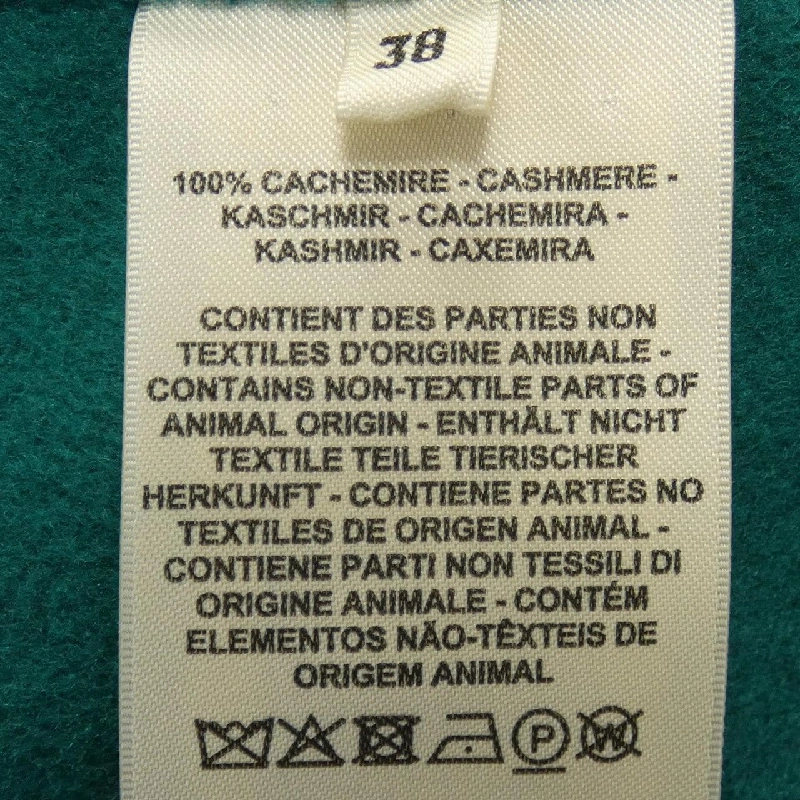 38
100% CACHEMIRE - CASHMERE -
KASCHMIR - CACHEMIRA -
KASHMIR - CAXEMIRA
CONTIENT DES PARTIES NON
TEXTILES D'ORIGINE ANIMALE -
CONTAINS NON-TEXTILE PARTS OF
ANIMAL ORIGIN - ENTHÄLT NICHT
TEXTILE TEILE TIERISCHER
HERKUNFT - CONTIENE PARTES NO
TEXTILES DE ORIGEN ANIMAL -
CONTIENE PARTI NON TESSILI DI
ORIGINE ANIMALE - CONTÉM
ELEMENTOS NÃO-TÊXTEIS DE
ORIGEM ANIMAL
P W